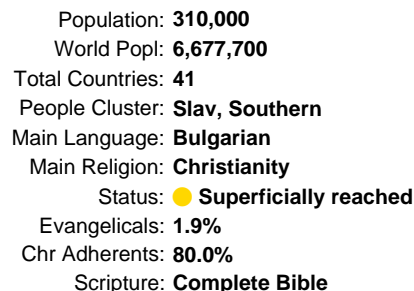 Population: 310,000
World Popl: 6,677,700
Total Countries: 41
People Cluster: Slav, Southern
Main Language: Bulgarian
Main Religion: Christianity
Status: Superficially reached
Evangelicals: 1.9%
Chr Adherents: 80.0%
Scripture: Complete Bible